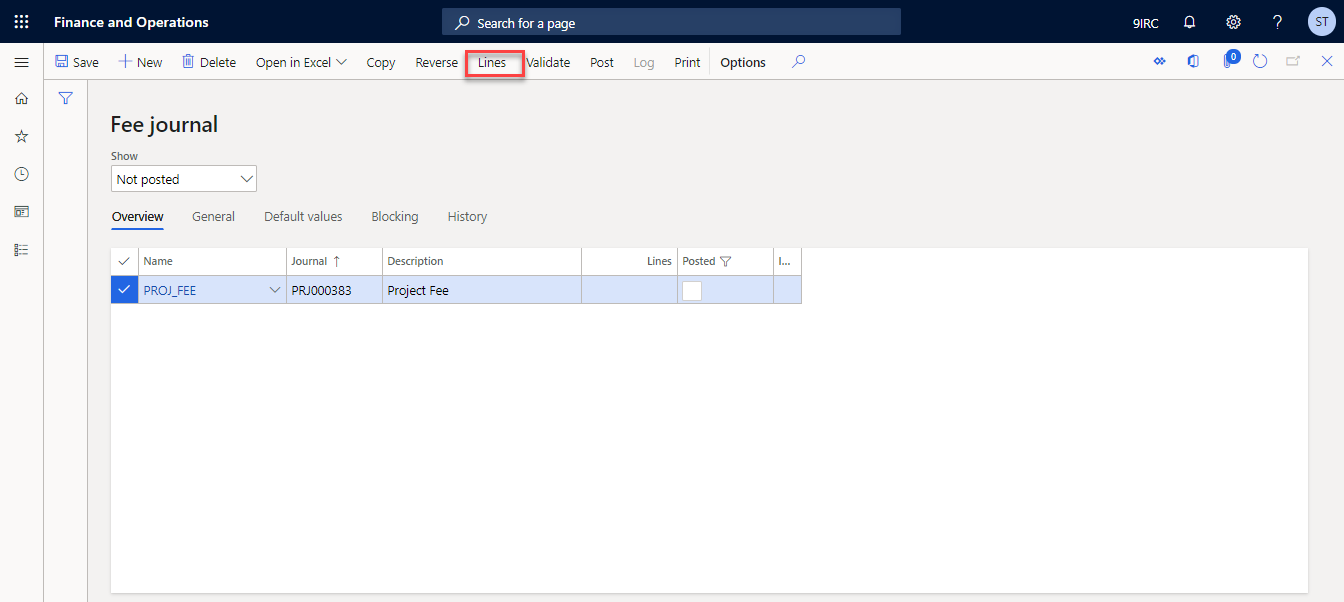 Finance and Operations
Search for a page
9IRC
?
ST
Save
New
Delete
Open in Excel
Copy
Reverse
Lines
Validate
Post
Log
Print
Options
0
Fee journal
Show
Not posted
Overview
General
Default values
Blocking
History
Name
Journal
Description
Lines
Posted
I...
PROJ_FEE
PRJ000383
Project Fee